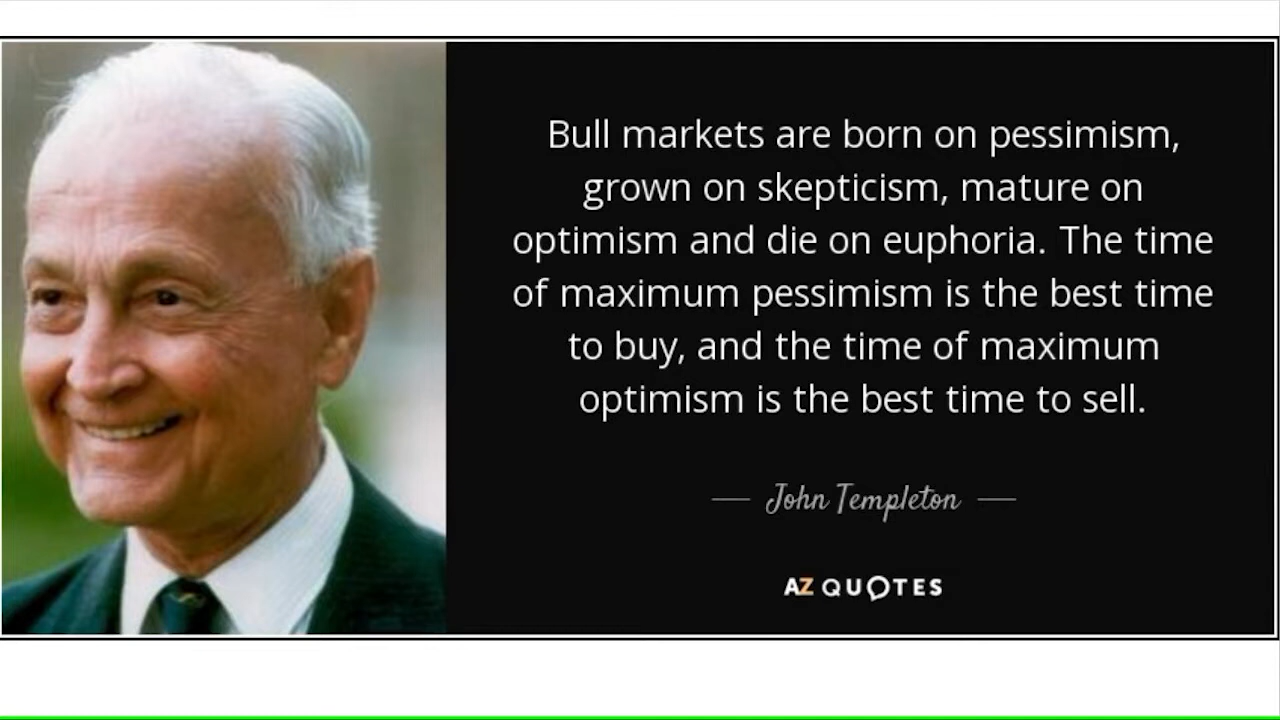 Bull markets are born on pessimism,
grown on skepticism, mature on
optimism and die on euphoria. The time
of maximum pessimism is the best time
to buy, and the time of maximum
optimism is the best time to sell.
John Templeton
AZ QUOTES